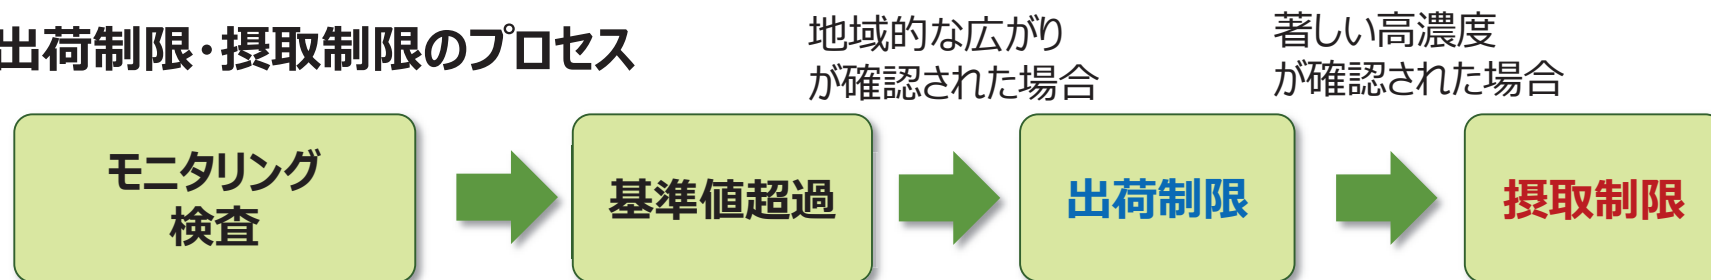 出荷制限･摂取制限のプロセス
地域的な広がり
が確認された場合
著しい高濃度
が確認された場合
モニタリング
検査
基準値超過
出荷制限
摂取制限